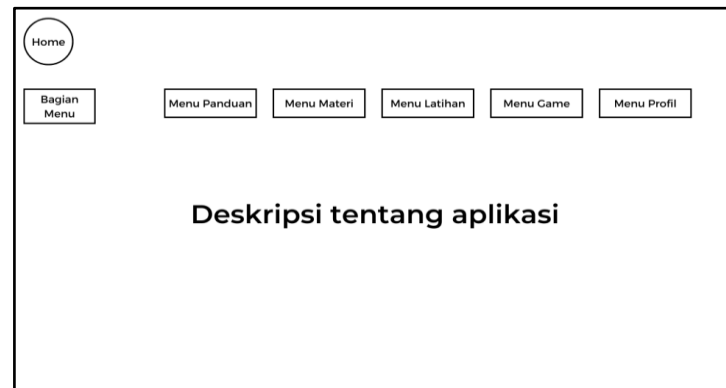 Home
Bagian
Menu
Menu Panduan
Menu Materi
Menu Latihan
Menu Game
Menu Profil
Deskripsi tentang aplikasi